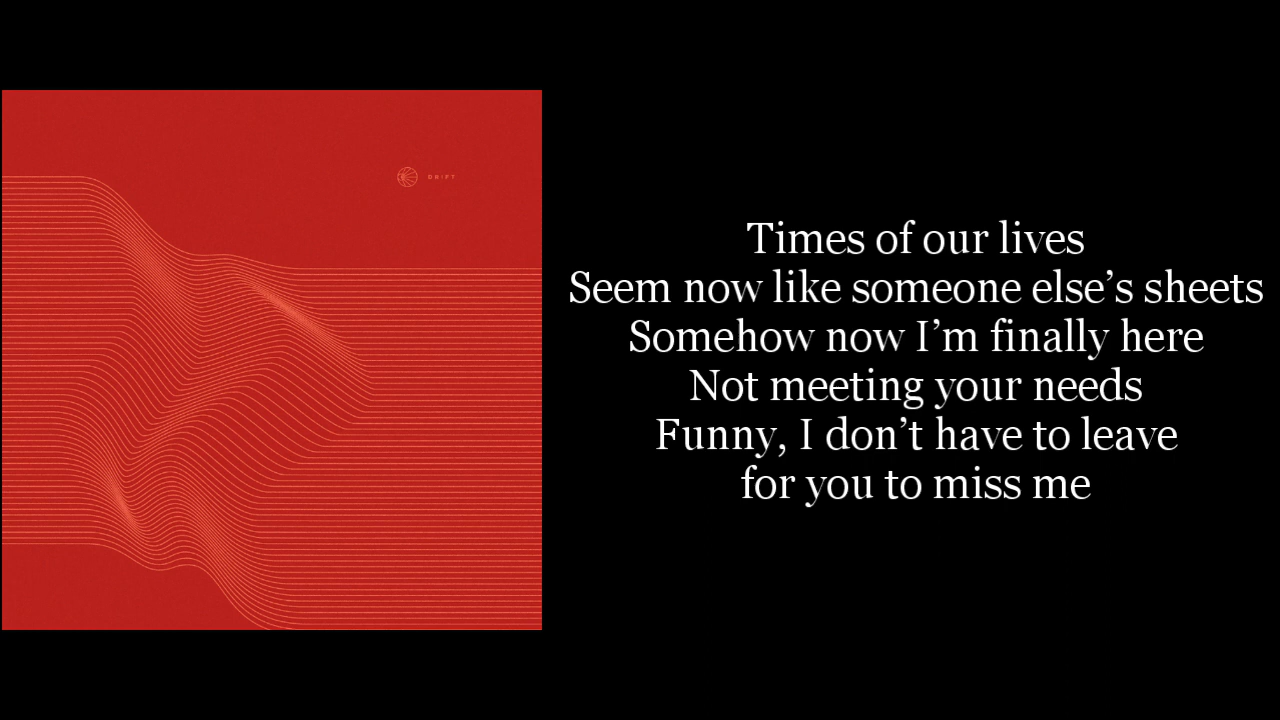 DRIFT
Times of our lives
Seem now like someone else’s sheets
Somehow now I’m finally here
Not meeting your needs
Funny, I don’t have to leave
for you to miss me